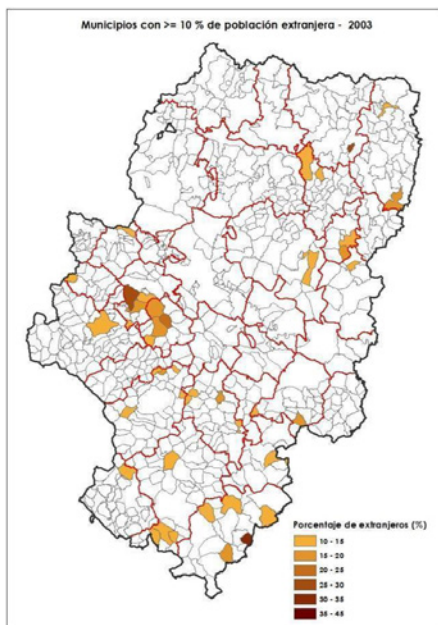 Municipios con >= 10 % de población extranjera - 2003
Porcentaje de extranjeros (%)
10 - 15
15 - 20
20 - 25
25 - 30
30 - 35
35 - 45